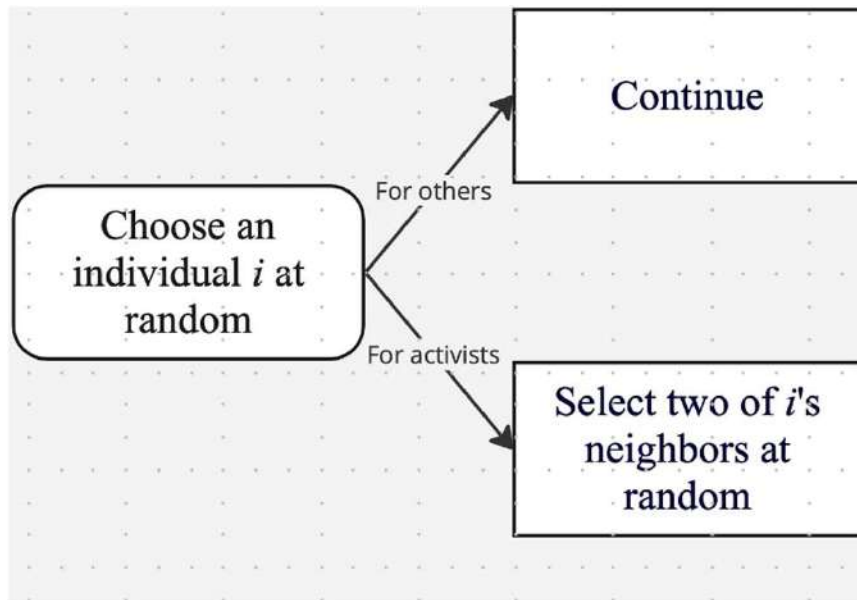 Continue
For others
Choose an
individual i at
random
For activists
Select two of i's
neighbors at
random